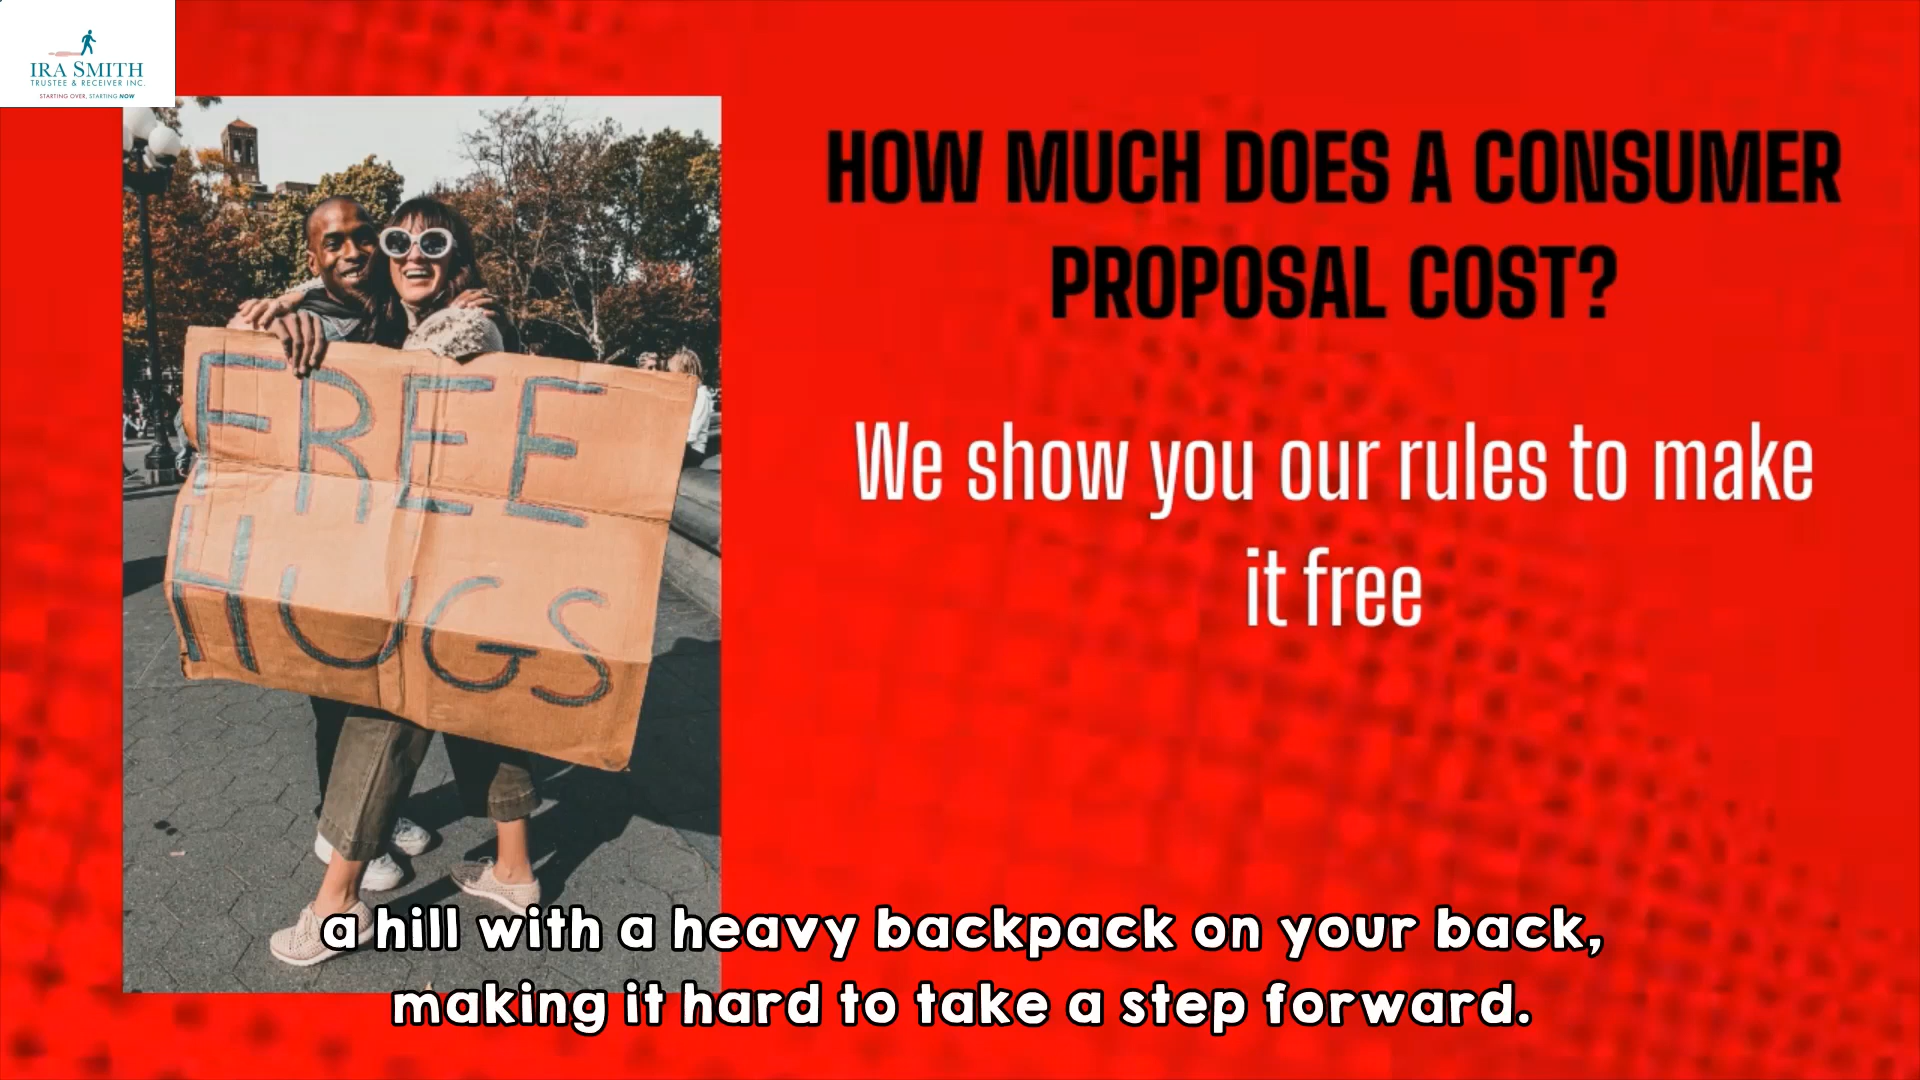 IRA SMITH
TRUSTEE & RECEIVER INC.
STARTING OVER, STARTING NOW
HOW MUCH DOES A CONSUMER
PROPOSAL COST?
We show you our rules to make
it free
FREE
HUGS
a hill with a heavy backpack on your back,
making it hard to take a step forward.